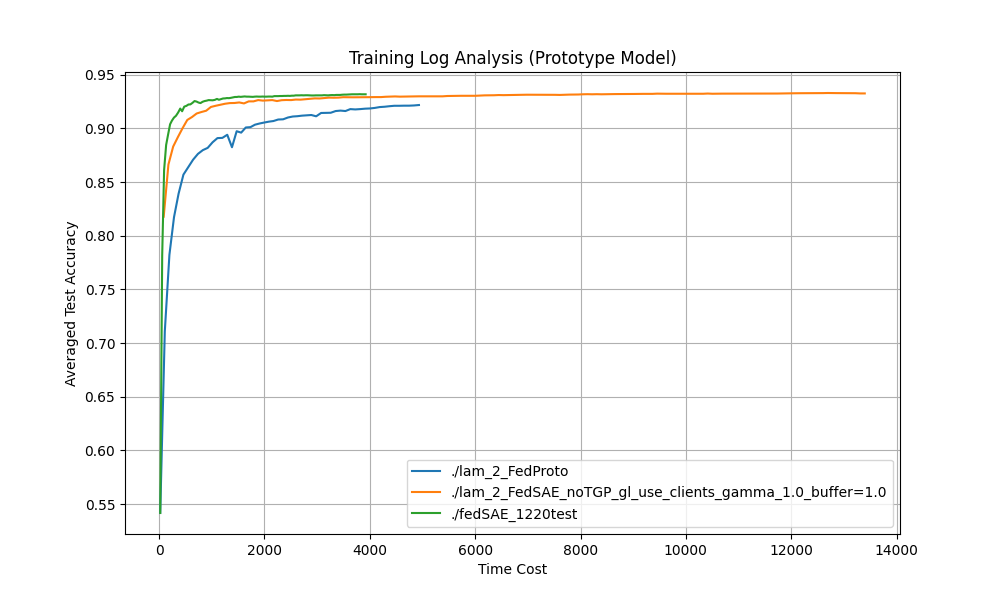 Training Log Analysis (Prototype Model)
Averaged Test Accuracy
0.95
0.90
0.85
0.80
0.75
0.70
0.65
0.60
0.55
./lam_2_FedProto
./lam_2_FedSAE_noTGP_gl_use_clients_gamma_1.0_buffer=1.0
./fedSAE_1220test
0 2000 4000 6000 8000 10000 12000 14000
Time Cost